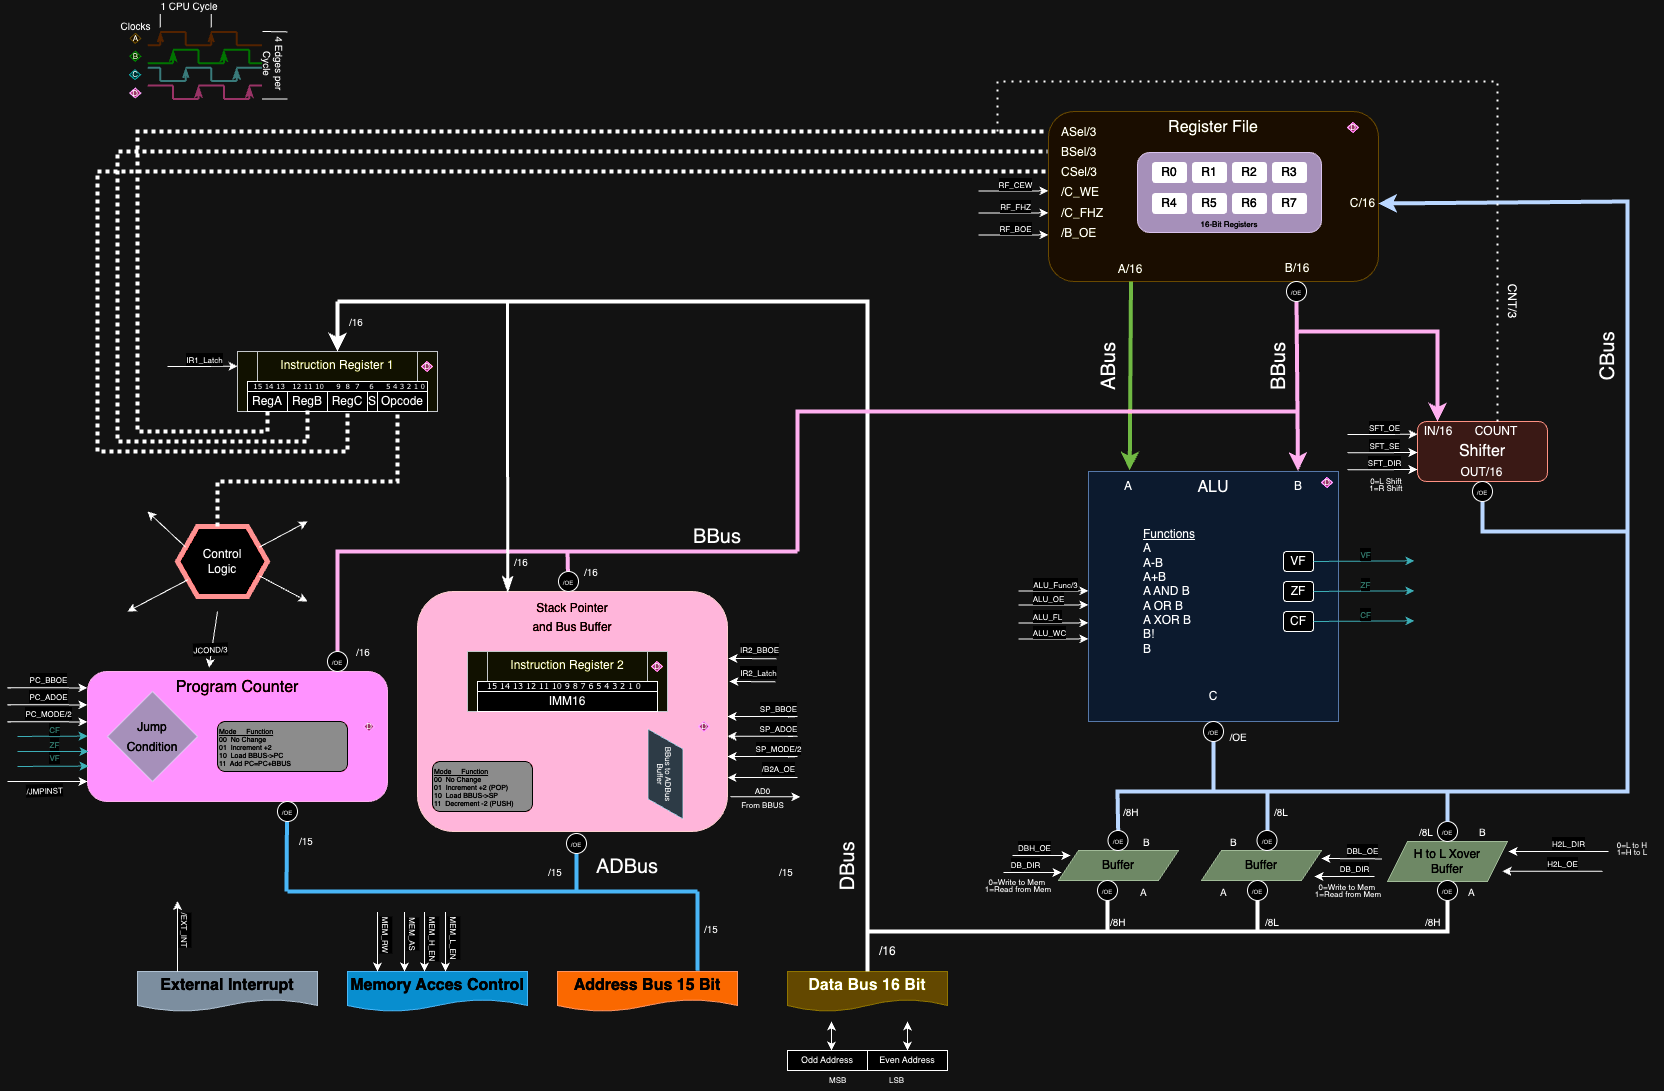 1 CPU Cycle
Clocks
A
B
C
D
4 Edges per
Cycle
Register File
ASel/3
BSel/3
CSel/3
/C_WE
/C_FHZ
/B_OE
RF_CEW
RF_FHZ
RF_BOE
R0 R1 R2 R3
R4 R5 R6 R7
16-Bit Registers
D
C/16
A/16
B/16
/OE
CNT/3
ABus
BBus
CBus
/16
IR1_Latch
Instruction Register 1
D
15 14 13 12 11 10 9 8 7 6 5 4 3 2 1 0
RegA RegB RegC S Opcode
IN/16 COUNT
Shifter
OUT/16
/OE
SFT_OE
SFT_SE
SFT_DIR
0=L Shift
1=R Shift
A ALU B
D
Functions
A
A-B
A+B
A AND B
A OR B
A XOR B
B!
B
C
VF
ZF
CF
VF
ZF
CF
ALU_Func/3
ALU_OE
ALU_FL
ALU_WC
/OE
/OE
Control
Logic
JCOND/3
BBus
/16
/16
/OE
/OE
/16
Program Counter
Jump
Condition
Mode Function
00 No Change
01 Increment +2
10 Load BBUS->PC
11 Add PC=PC+BBUS
PC_BBOE
PC_ADOE
PC_MODE/2
CF
ZF
VF
/JMPINST
/OE
/15
Stack Pointer
and Bus Buffer
Instruction Register 2
D
15 14 13 12 11 10 9 8 7 6 5 4 3 2 1 0
IMM16
BBus to ADBus
Buffer
Mode Function
00 No Change
01 Increment +2 (POP)
10 Load BBUS->SP
11 Decrement -2 (PUSH)
IR2_BBOE
IR2_Latch
SP_BBOE
SP_ADOE
SP_MODE/2
/B2A_OE
AD0
From BBUS
/OE
/15
ADBus
/15
/15
DBus
/8H
/8L
/8L
/OE
B
B
/OE
/OE
B
DBH_OE
DB_DIR
0=Write to Mem
1=Read from Mem
Buffer
Buffer
DBL_OE
DB_DIR
0=Write to Mem
1=Read from Mem
H to L Xover
Buffer
H2L_DIR
H2L_OE
0=L to H
1=H to L
/OE
A
A
/OE
/OE
A
/8H
/8L
/8H
/16
/EXT_INT
MEM_RW
MEM_AS
MEM_H_EN
MEM_L_EN
External Interrupt
Memory Acces Control
Address Bus 15 Bit
Data Bus 16 Bit
Odd Address
Even Address
MSB
LSB